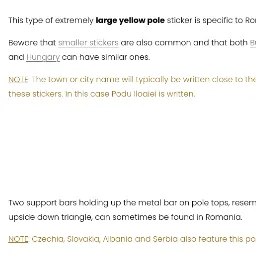 This type of extremely large yellow pole sticker is specific to
Beware that smaller stickers are also common and that both
and Hungary can have similar ones.
NOTE: The town or city name will typically be written close to the
these stickers. In this case Podu Iloaiei is written.
Two support bars holding up the metal bar on pole tops,
upside down triangle, can sometimes be found in Romania.
NOTE: Czechia, Slovakia, Albania and Serbia also feature this